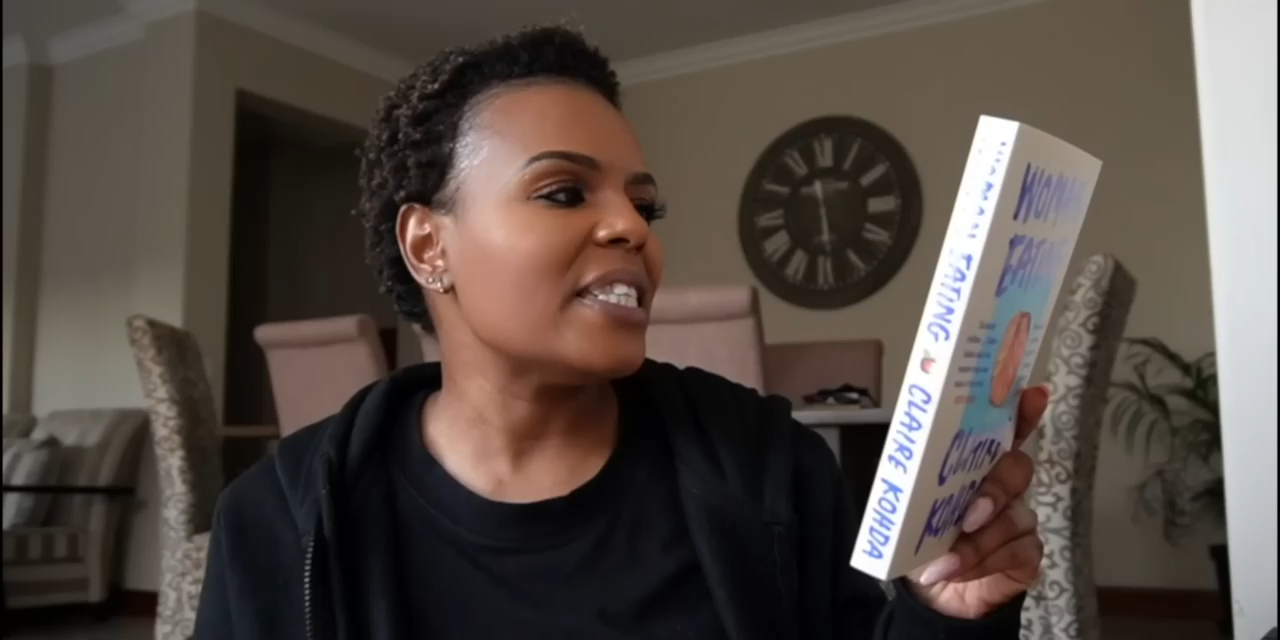 WOMAN EATING CLAIRE KOHDA
WOMAN
EATING
CLAIRE
KOHDA